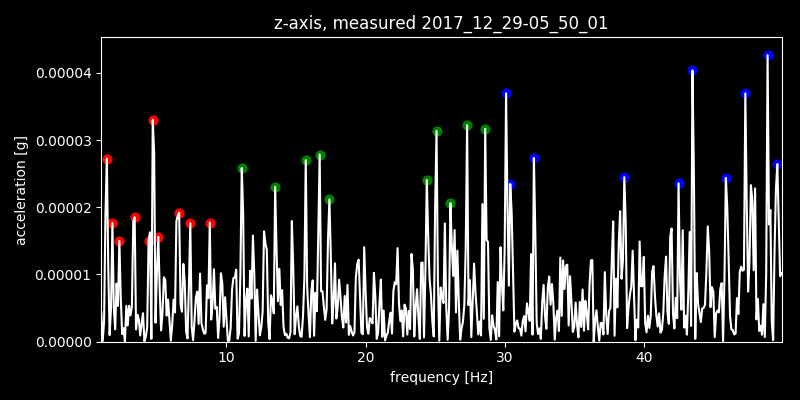 z-axis, measured 2017_12_29-05_50_01
0.00004
0.00003
0.00002
0.00001
0.00000
acceleration [g]
10 20 30 40
frequency [Hz]